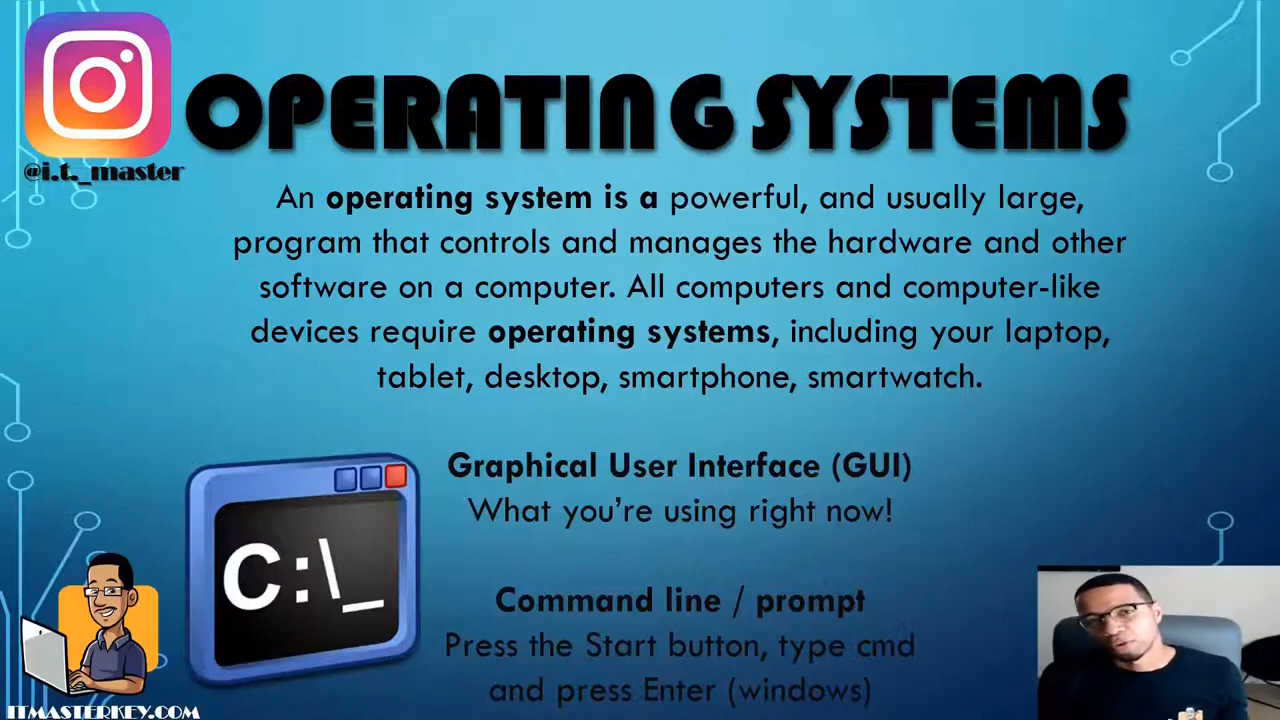 OPERATING SYSTEMS
@i.t._master
An operating system is a powerful, and usually large,
program that controls and manages the hardware and other
software on a computer. All computers and computer-like
devices require operating systems, including your laptop,
tablet, desktop, smartphone, smartwatch.
Graphical User Interface (GUI)
What you’re using right now!
C:\_
Command line / prompt
Press the Start button, type cmd
and press Enter (windows)
ITMASTERKEY.COM